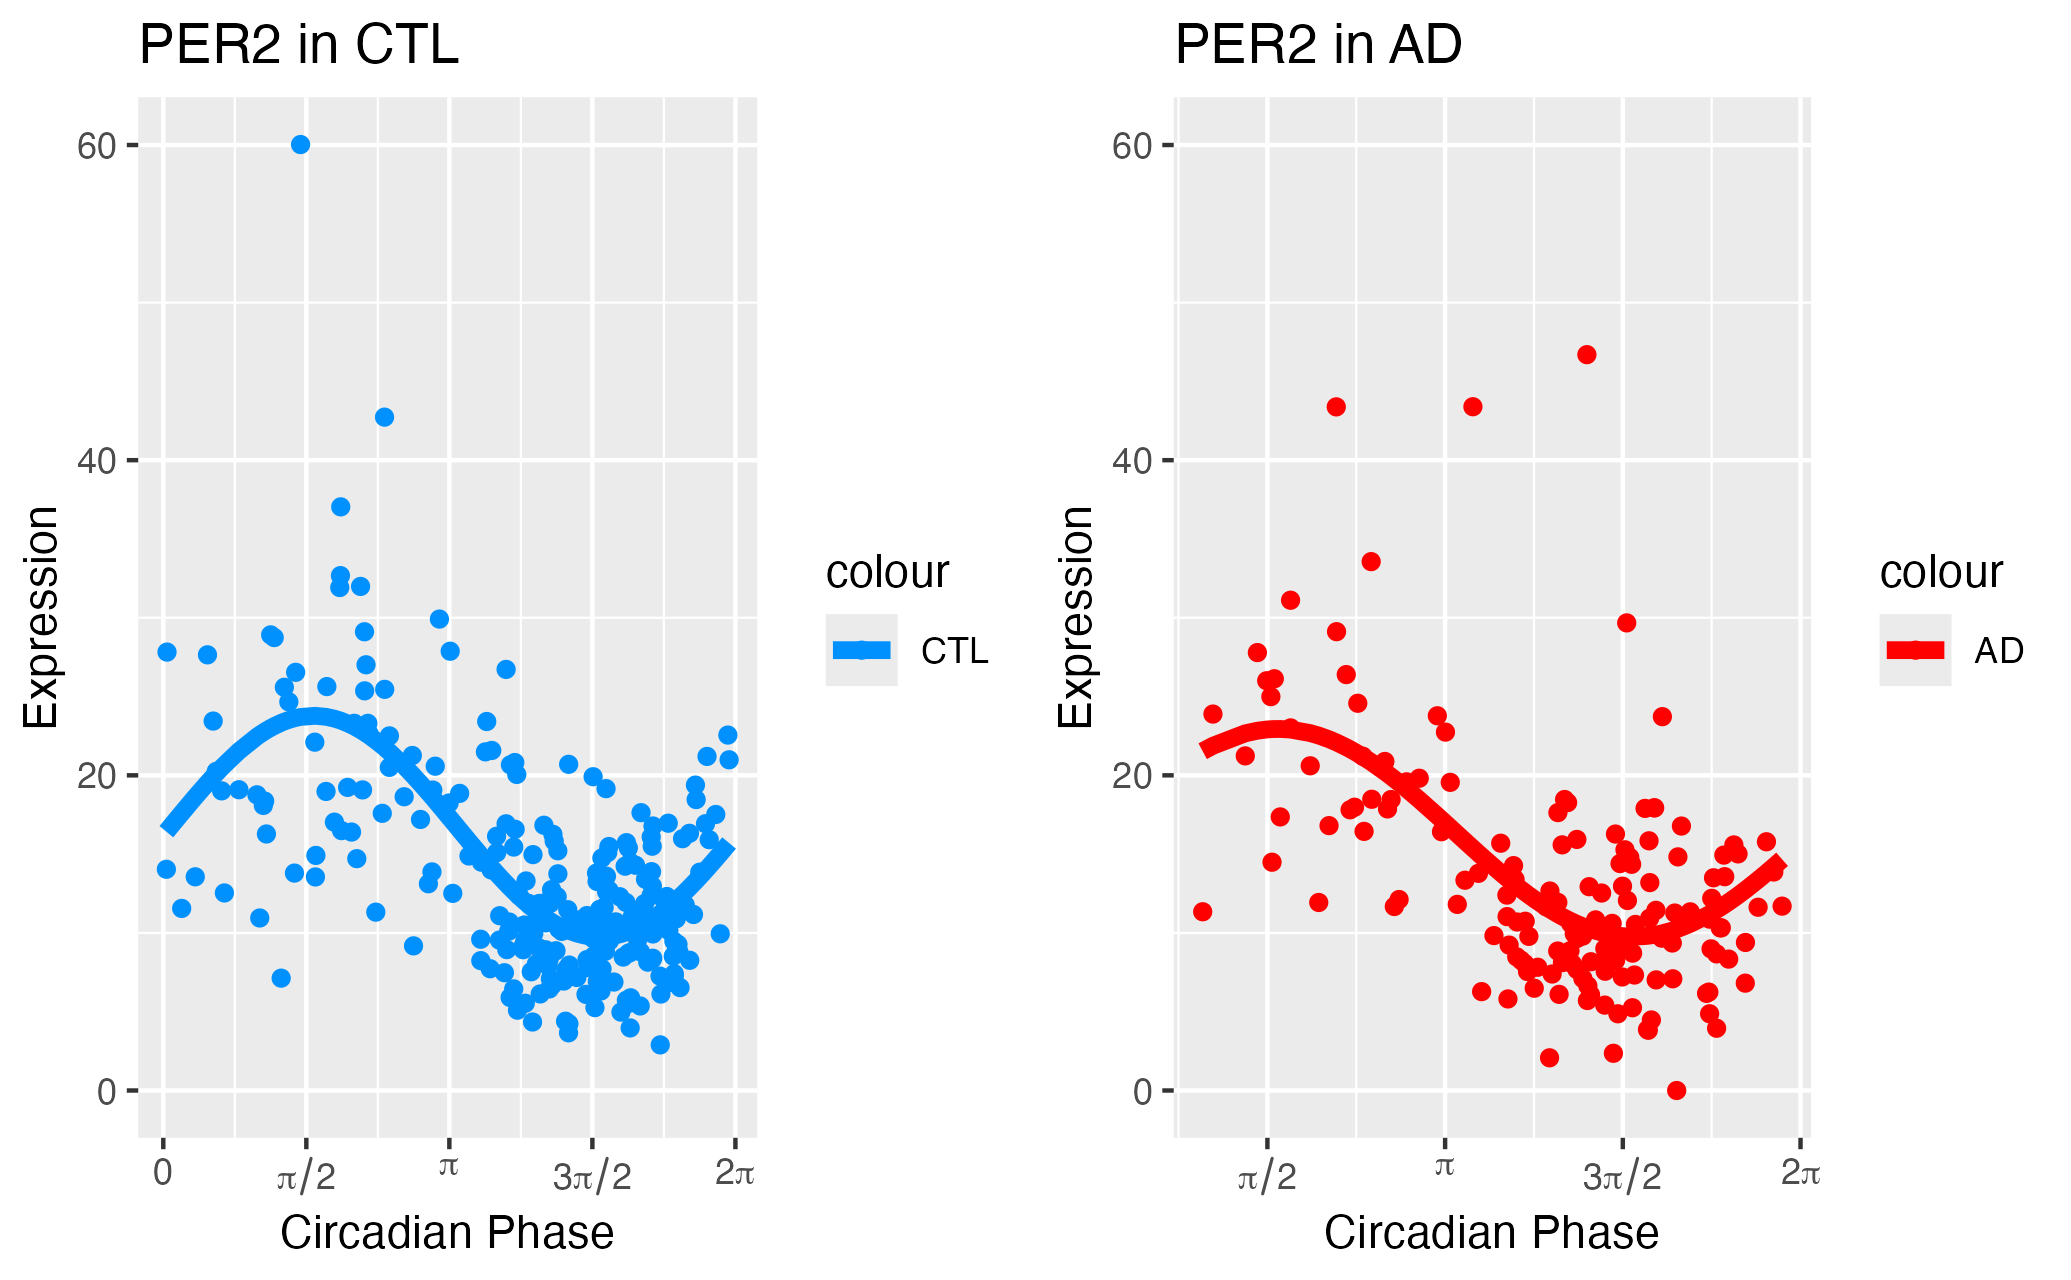 PER2 in CTL
60
40
20
0
Expression
0
π/2
π
3π/2
2π
Circadian Phase
colour
CTL
PER2 in AD
60
40
20
0
Expression
π/2
π
3π/2
2π
Circadian Phase
colour
AD